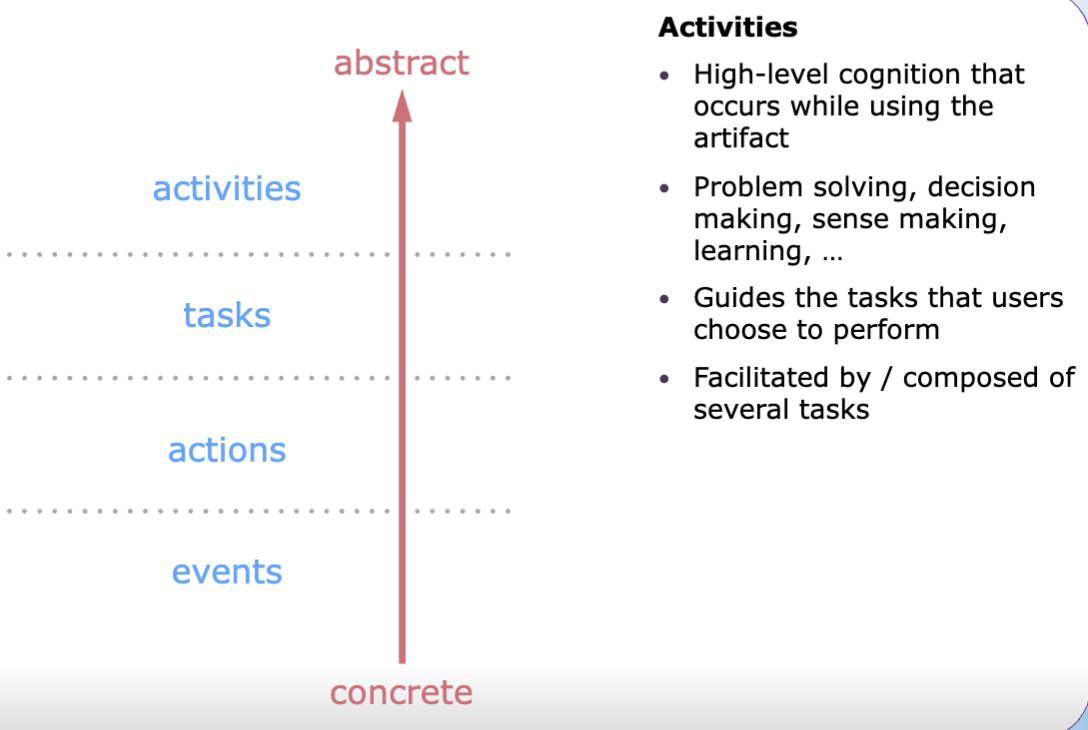 abstract
activities
tasks
actions
events
concrete
Activities
• High-level cognition that
occurs while using the
artifact
• Problem solving, decision
making, sense making,
learning, ...
• Guides the tasks that users
choose to perform
• Facilitated by / composed of
several tasks